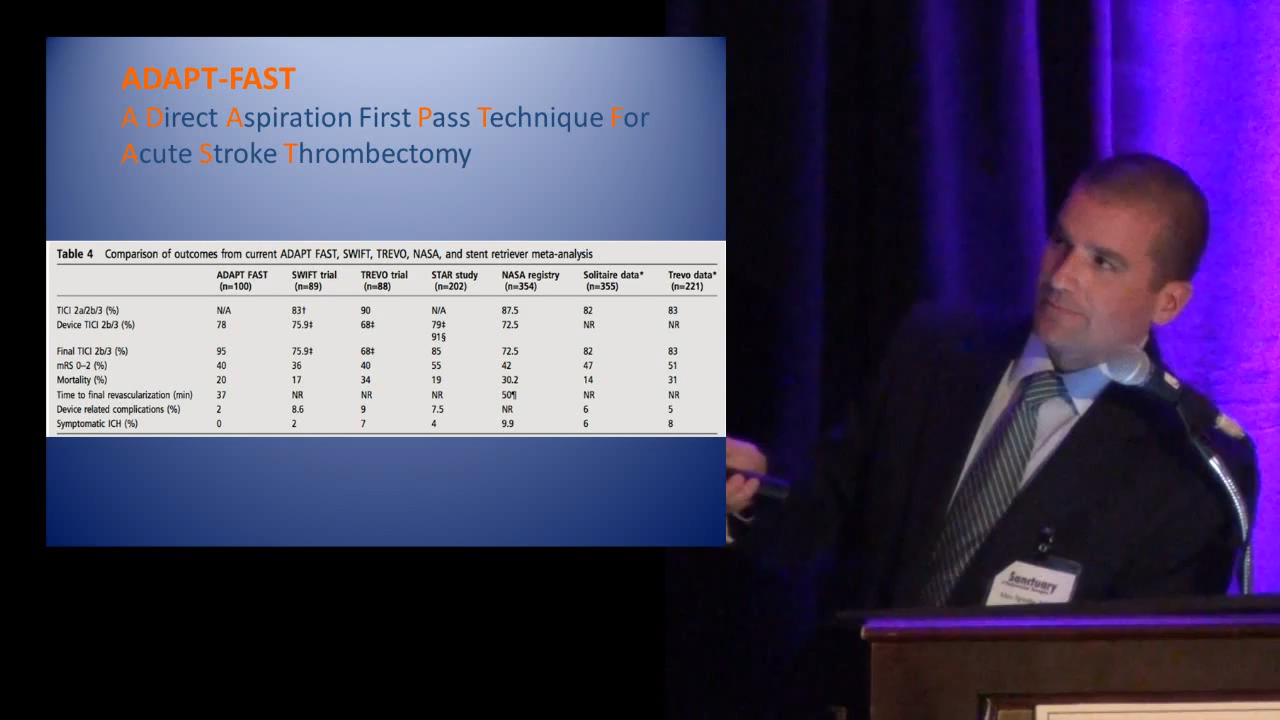 ADAPT-FAST
A Direct Aspiration First Pass Technique For
Acute Stroke Thrombectomy
Table 4 Comparison of outcomes from current ADAPT FAST, SWIFT, TREVO, NASA, and stent retriever meta-analysis
ADAPT FAST (n=100) SWIFT trial (n=89) TREVO trial (n=88) STAR study (n=202) NASA registry (n=354) Solitaire data* (n=355) Trevo data* (n=221)
TICI 2a/2b/3 (%) N/A 83† 90 N/A 87.5 82 83
Device TICI 2b/3 (%) 78 75.9‡ 68‡ 79‡ 72.5 NR NR
91§
Final TICI 2b/3 (%) 95 75.9‡ 68‡ 85 72.5 82 83
mRS 0–2 (%) 40 36 40 55 42 47 51
Mortality (%) 20 17 34 19 30.2 14 31
Time to final revascularization (min) 37 NR NR NR 50¶ NR NR
Device related complications (%) 2 8.6 9 7.5 NR 6 5
Symptomatic ICH (%) 0 2 7 4 9.9 6 8
Sanctuary